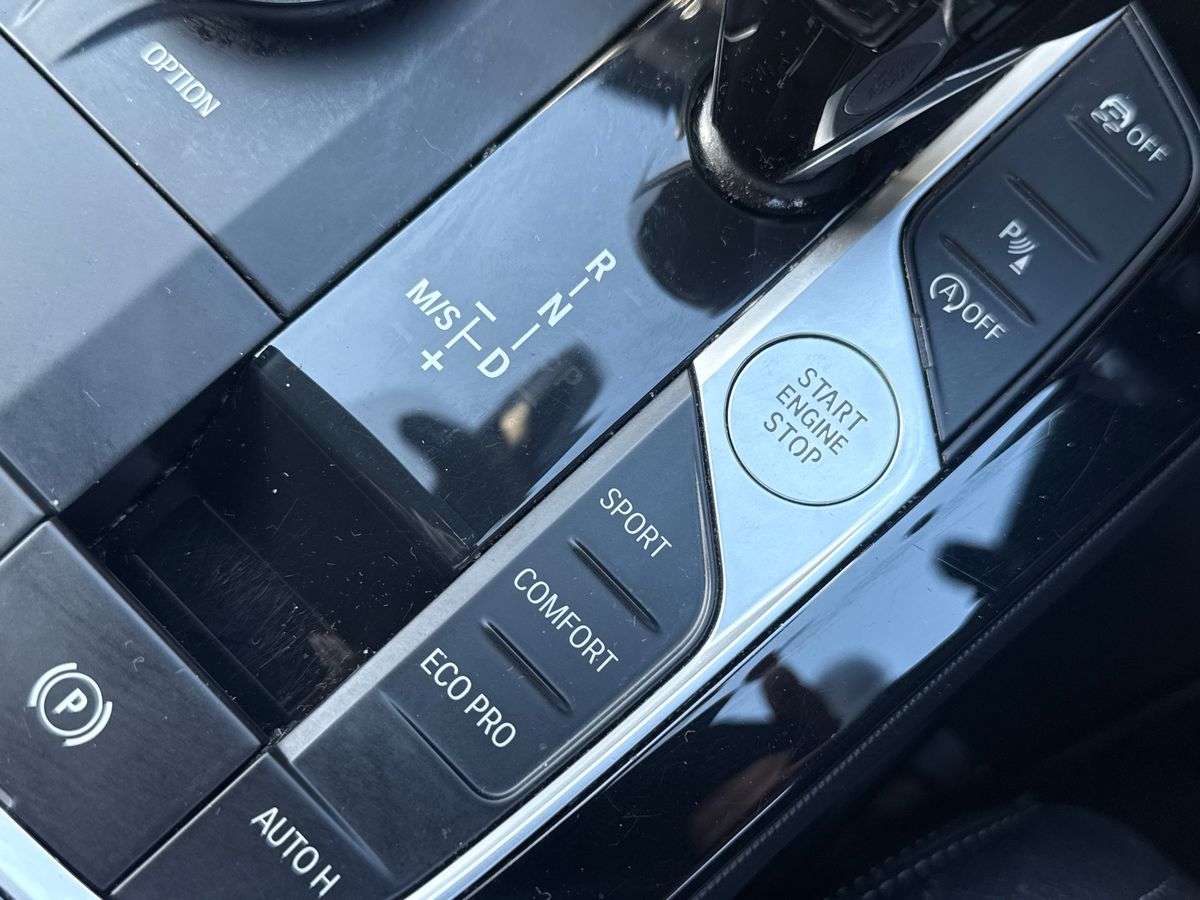 OPTION
OFF
P
A OFF
R
N
D
M/S
−
+
START
ENGINE
STOP
SPORT
COMFORT
ECO PRO
P
AUTO H